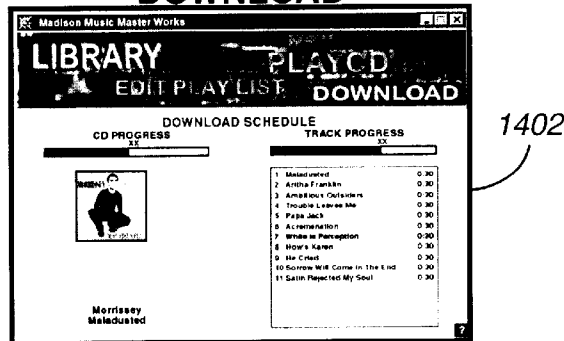 DOWNLOAD
Madison Music Master Works
LIBRARY
PLAYCD
EDIT PLAY LIST
DOWNLOAD
DOWNLOAD SCHEDULE
CD PROGRESS
TRACK PROGRESS
XX
XX
1402
1 Maladusted 0:30
2 Aritha Franklin 0:30
3 Ambitious Outsiders 0:30
4 Trouble Leaves Me 0:30
5 Papa Jack 0:30
6 Acremenation 0:30
7 While is Perception 0:30
8 How's Karen 0:30
9 He Cried 0:30
10 Sorrow Will Come In The End 0:30
11 Satin Rejected My Soul 0:30
Morrissey
Maladusted
?